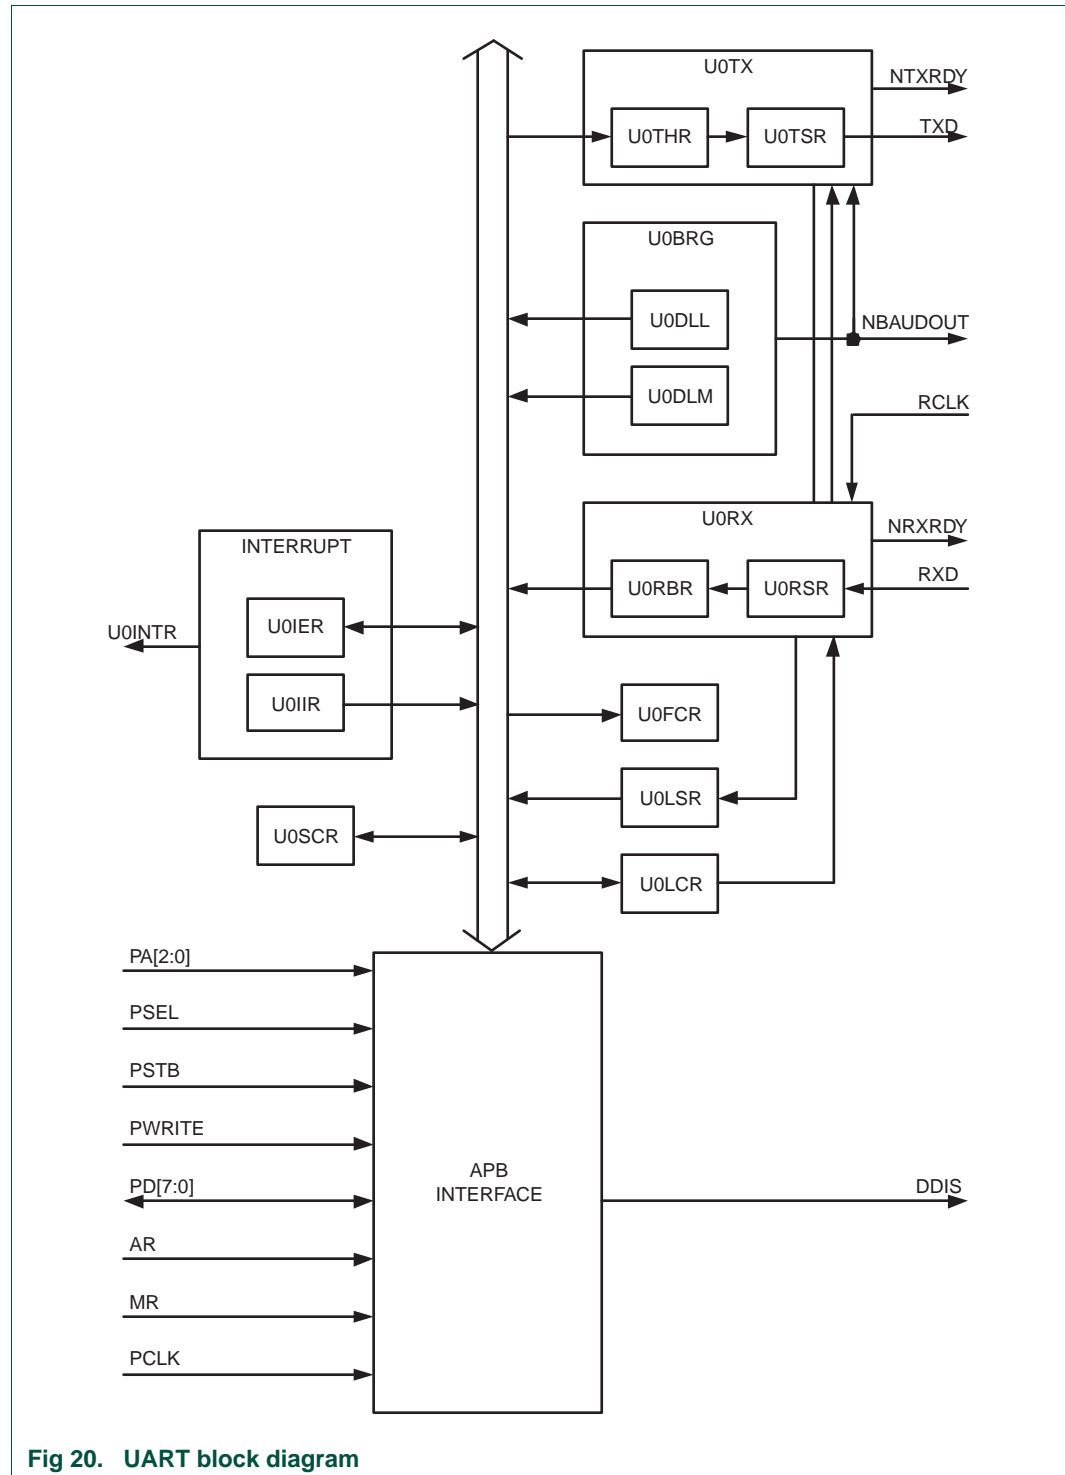 U0TX
NTXRDY
U0THR
U0TSR
TXD
U0BRG
U0DLL
NBAUDOUT
U0DLM
RCLK
U0RX
NRXRDY
INTERRUPT
U0RBR
U0RSR
RXD
U0INTR
U0IER
U0IIR
U0FCR
U0LSR
U0SCR
U0LCR
PA[2:0]
PSEL
PSTB
PWRITE
APB
INTERFACE
PD[7:0]
DDIS
AR
MR
PCLK
Fig 20. UART block diagram